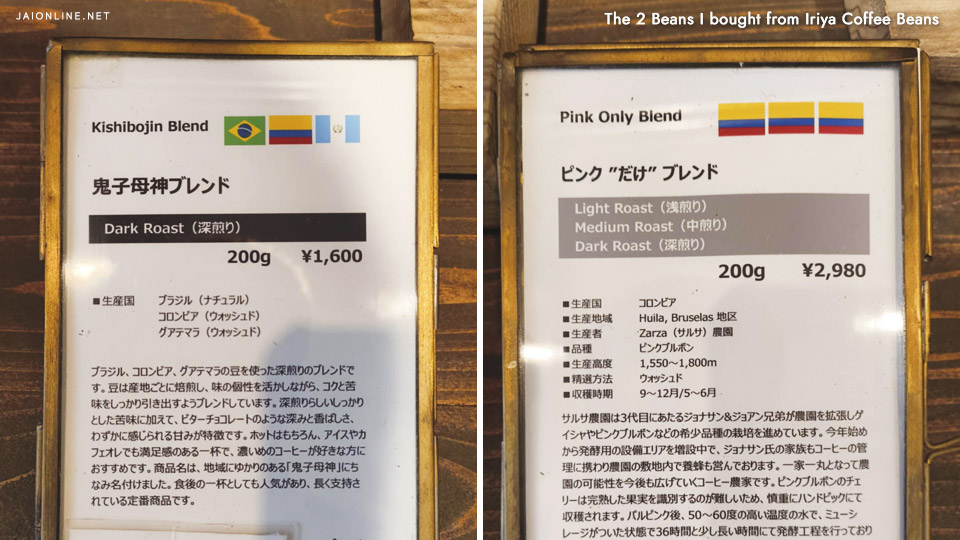 JAIONLINE.NET
The 2 Beans I bought from Iriya Coffee Beans
Kishibojin Blend
鬼子母神ブレンド
Dark Roast（深煎り）
200g ¥1,600
■生産国 ブラジル（ナチュラル）
コロンビア（ウォッシュド）
グアテマラ（ウォッシュド）
ブラジル、コロンビア、グアテマラの豆を使った深煎りのブレンドで
す。豆は産地ごとに焙煎し、味の個性を活かしながら、コクと苦
味をしっかり引き出すようブレンドしています。深煎りらしいしっかり
とした苦味に加えて、ビターチョコレートのような深みと香ばしさ、
わずかに感じられる甘みが特徴です。ホットはもちろん、アイスやカ
フェオレでも満足感のある一杯で、濃いめのコーヒーが好きな方に
おすすめです。商品名は、地域にゆかりのある「鬼子母神」にち
なみ名付けました。食後の一杯としても人気があり、長く支持さ
れている定番商品です。
Pink Only Blend
ピンク ”だけ” ブレンド
Light Roast（浅煎り）
Medium Roast（中煎り）
Dark Roast（深煎り）
200g ¥2,980
■生産国 コロンビア
■生産地域 Huila, Bruselas 地区
■生産者 Zarza（サルサ）農園
■品種 ピンクブルボン
■生産高度 1,550～1,800m
■精選方法 ウォッシュド
■収穫時期 9～12月/5～6月
サルサ農園は3代目にあたるジョナサン&ジョアン兄弟が農園を拡張しゲ
イシャやピンクブルボンなどの希少品種の栽培を進めています。今年始め
から発酵用の設備エリアを増設中で、ジョナサン氏の家族もコーヒーの管
理に携わり農園の敷地内で養蜂も営んでおります。一家一丸となって農
園の可能性を今後も広げていくコーヒー農家です。ピンクブルボンのチェ
リーは完熟した果実を識別するのが難しいため、慎重にハンドピックにて
収穫されます。パルピング後、50～60度の高い温度の水で、ミューシ
レージがついた状態で36時間と少し長い時間にて発酵工程を行っており